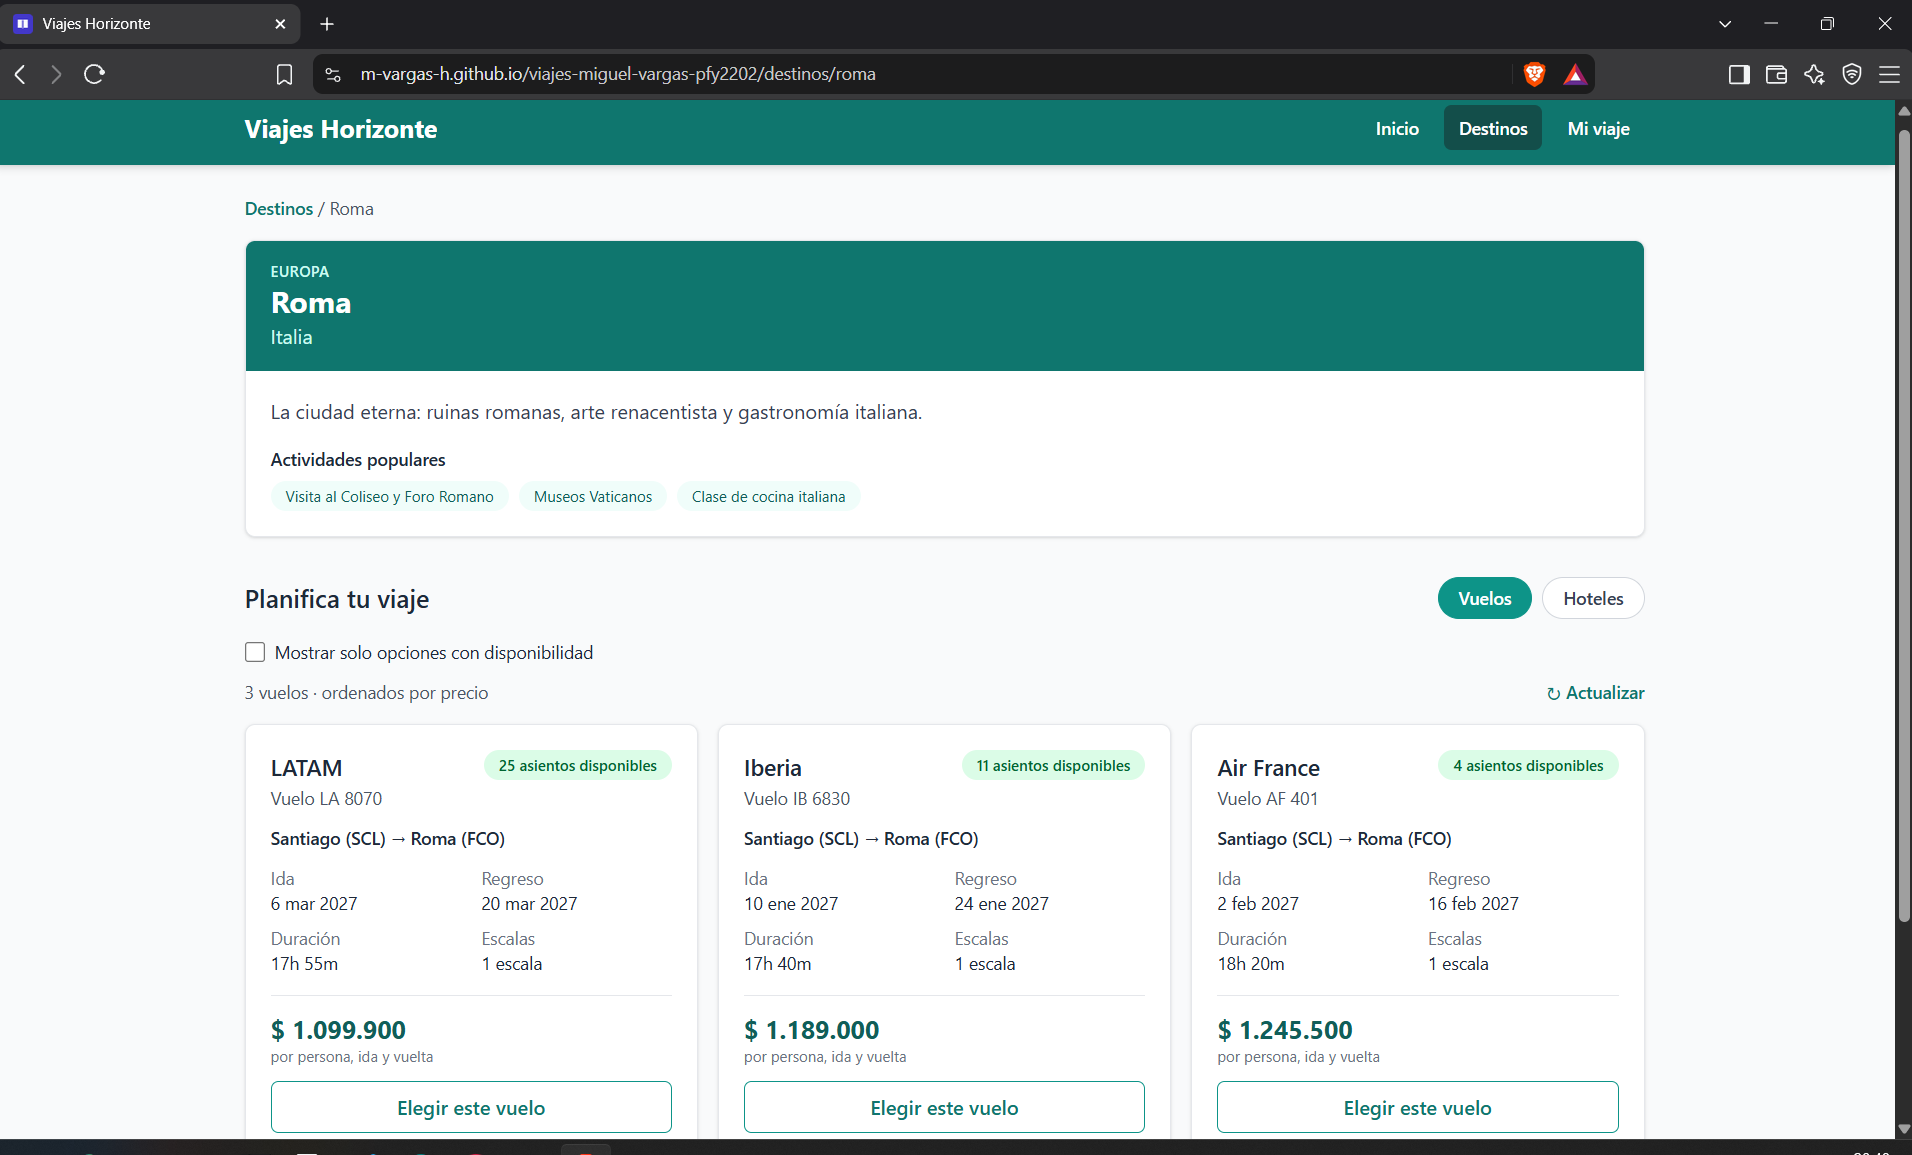 Viajes Horizonte
m-vargas-h.github.io/viajes-miguel-vargas-pfy2202/destinos/roma
Viajes Horizonte
Inicio
Destinos
Mi viaje
Destinos / Roma
EUROPA
Roma
Italia
La ciudad eterna: ruinas romanas, arte renacentista y gastronomía italiana.
Actividades populares
Visita al Coliseo y Foro Romano
Museos Vaticanos
Clase de cocina italiana
Planifica tu viaje
Vuelos
Hoteles
Mostrar solo opciones con disponibilidad
3 vuelos · ordenados por precio
↻ Actualizar
LATAM
25 asientos disponibles
Vuelo LA 8070
Santiago (SCL) → Roma (FCO)
Ida
Regreso
6 mar 2027
20 mar 2027
Duración
Escalas
17h 55m
1 escala
$ 1.099.900
por persona, ida y vuelta
Elegir este vuelo
Iberia
11 asientos disponibles
Vuelo IB 6830
Santiago (SCL) → Roma (FCO)
Ida
Regreso
10 ene 2027
24 ene 2027
Duración
Escalas
17h 40m
1 escala
$ 1.189.000
por persona, ida y vuelta
Elegir este vuelo
Air France
4 asientos disponibles
Vuelo AF 401
Santiago (SCL) → Roma (FCO)
Ida
Regreso
2 feb 2027
16 feb 2027
Duración
Escalas
18h 20m
1 escala
$ 1.245.500
por persona, ida y vuelta
Elegir este vuelo